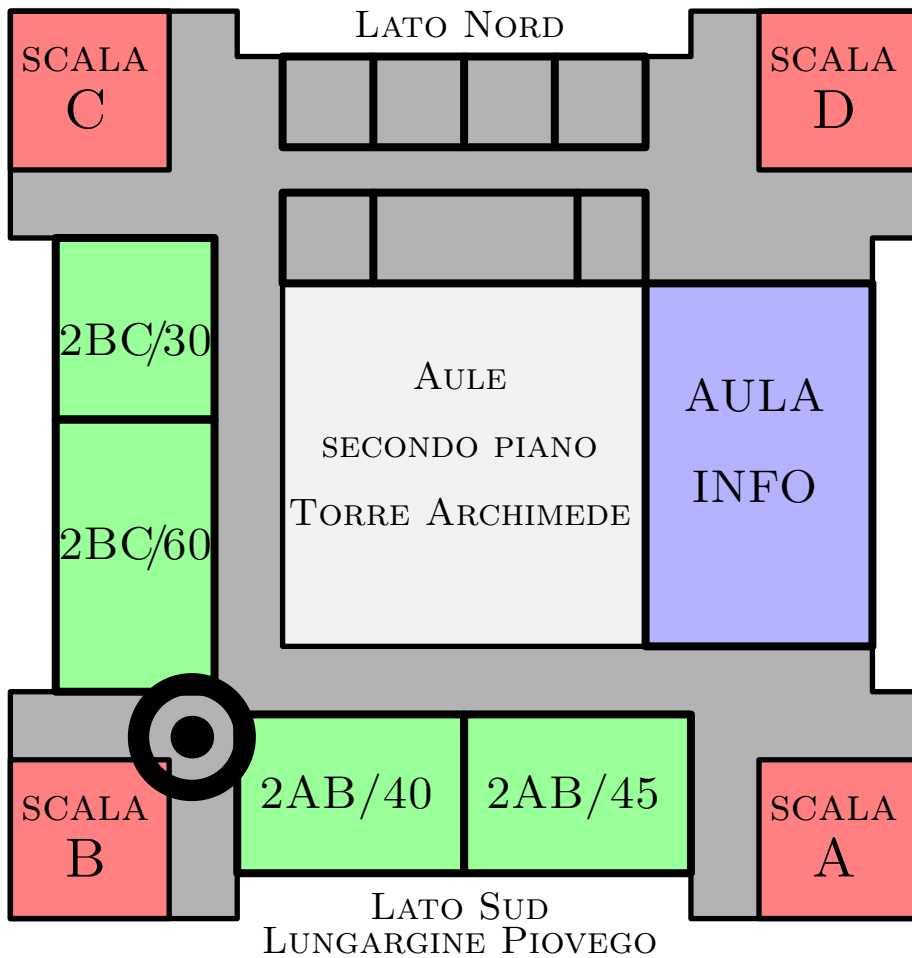 Lato Nord
scala
C
scala
D
2BC/30
Aule
secondo piano
Torre Archimede
AULA
INFO
2BC/60
scala
B
2AB/40
2AB/45
scala
A
Lato Sud
Lungargine Piovego